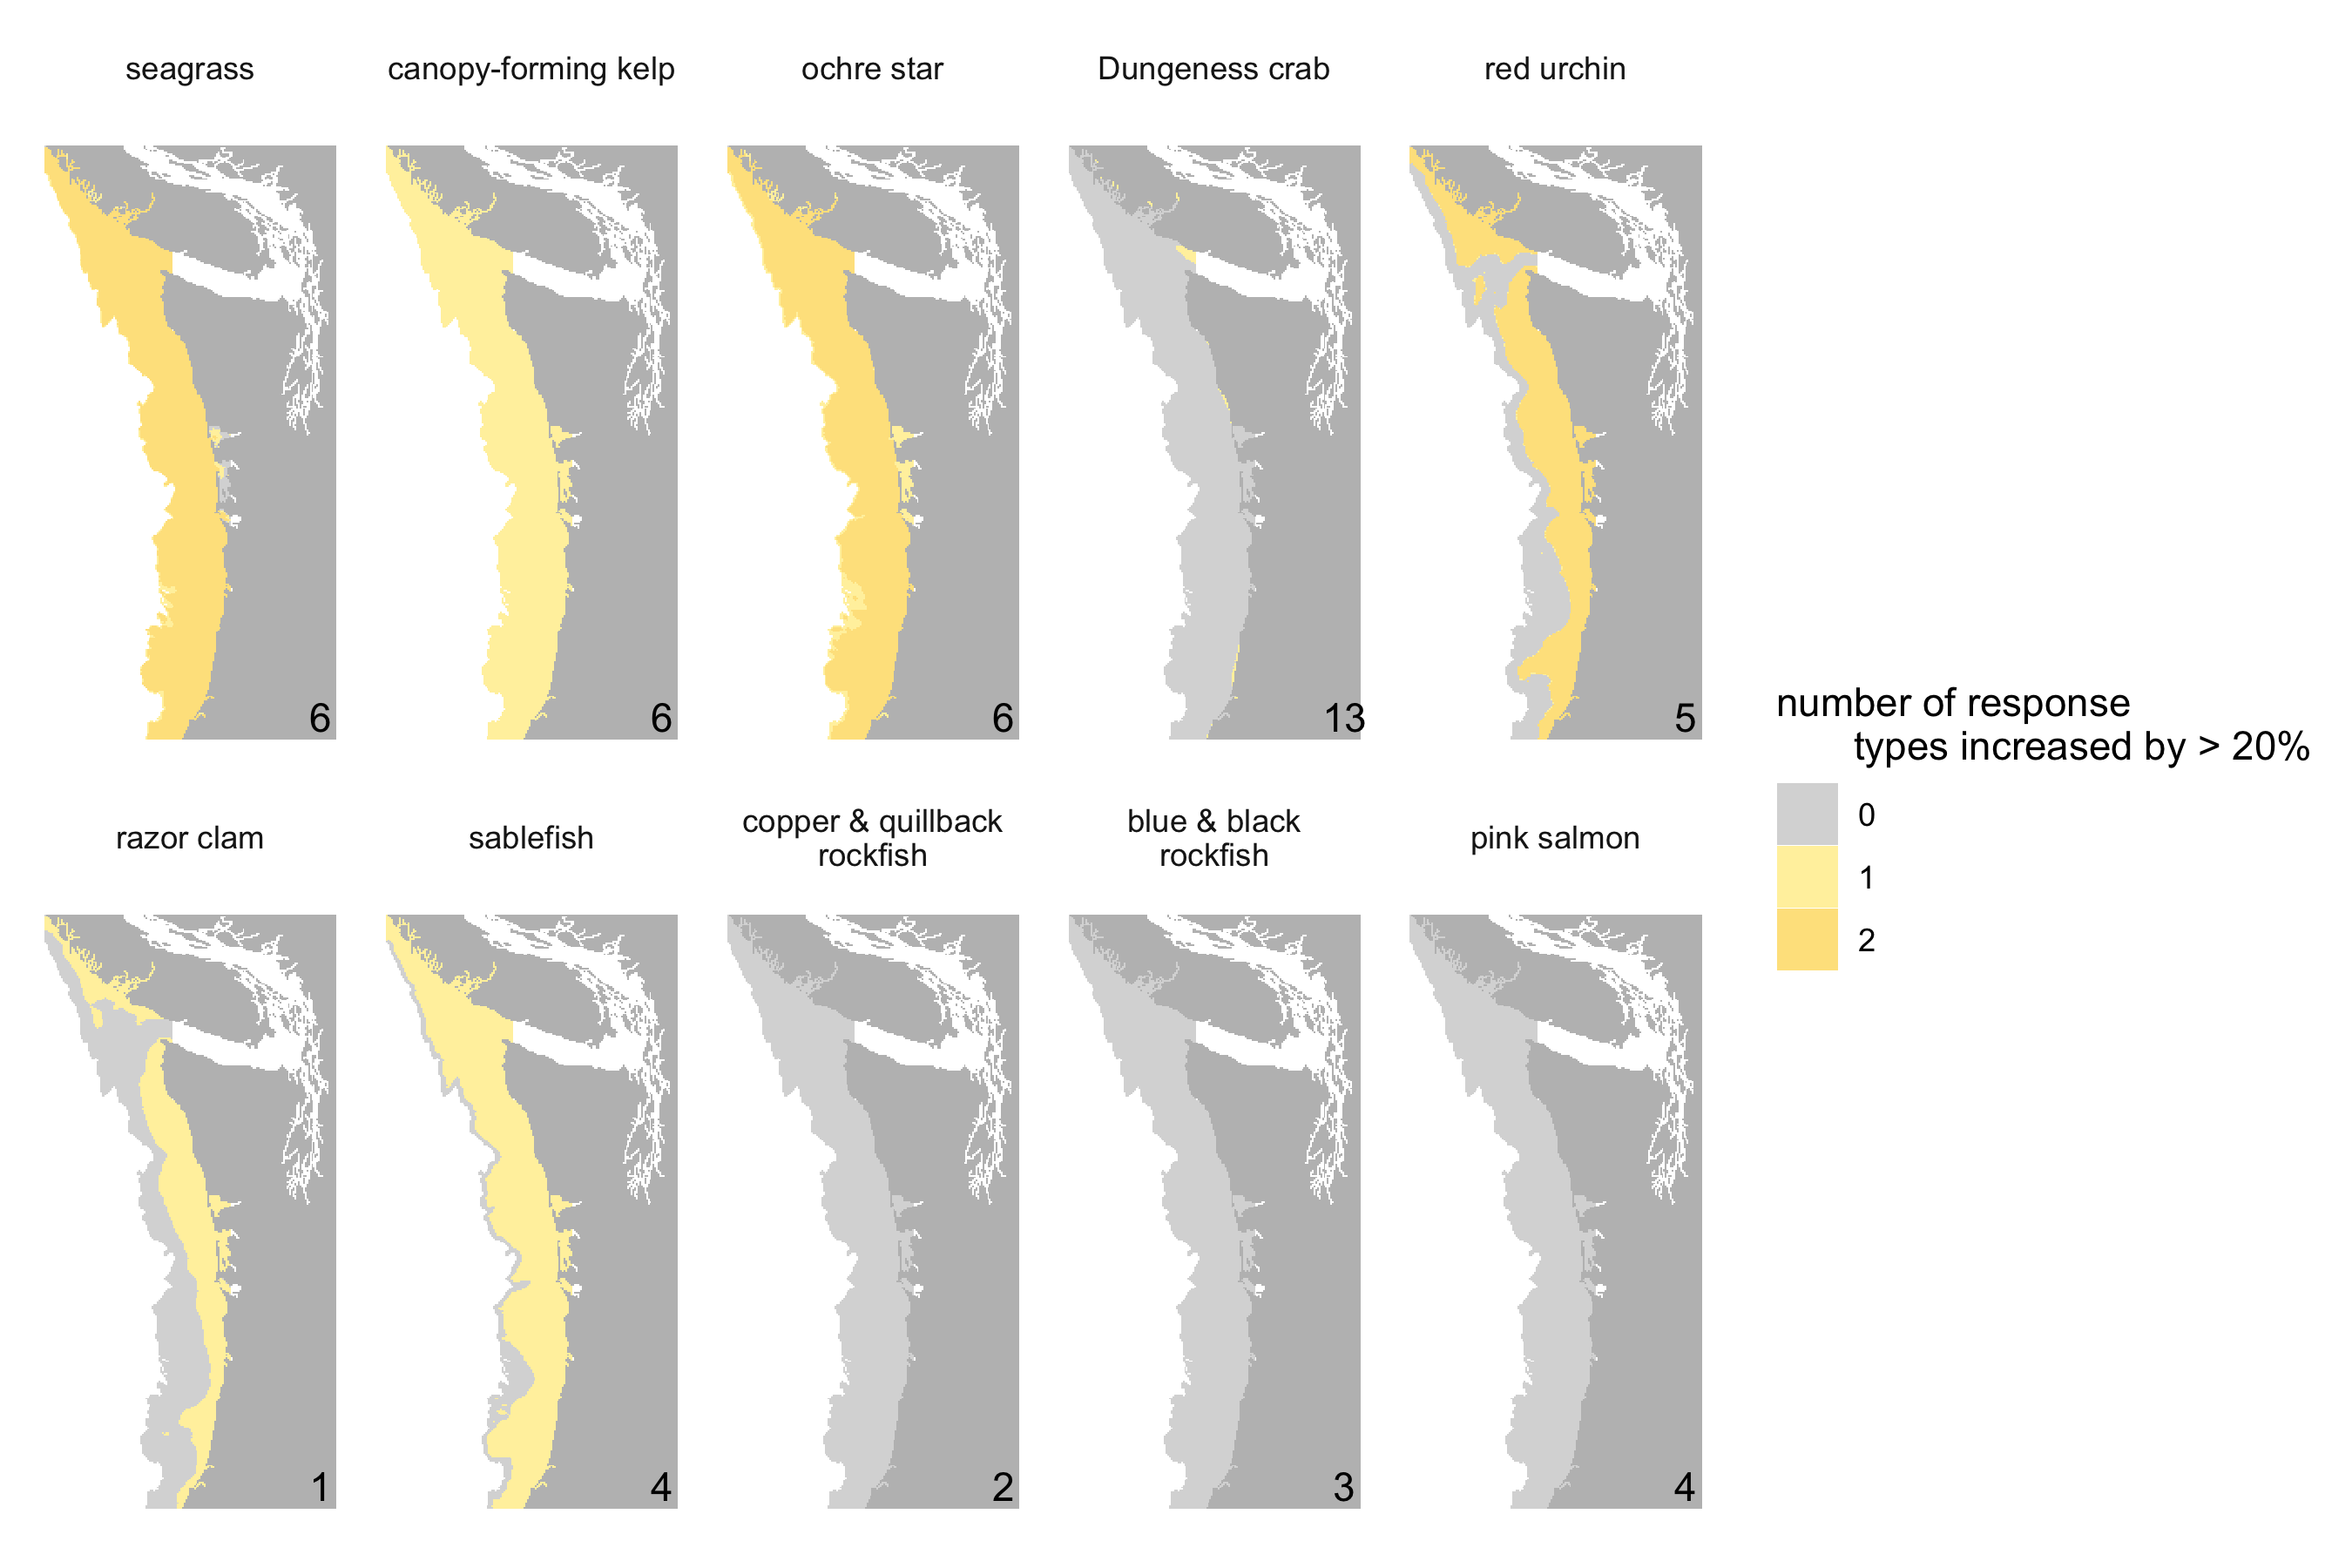 seagrass
canopy-forming kelp
ochre star
Dungeness crab
red urchin
6
6
6
13
5
number of response
types increased by > 20%
0
1
2
razor clam
sablefish
copper & quillback
rockfish
blue & black
rockfish
pink salmon
1
4
2
3
4